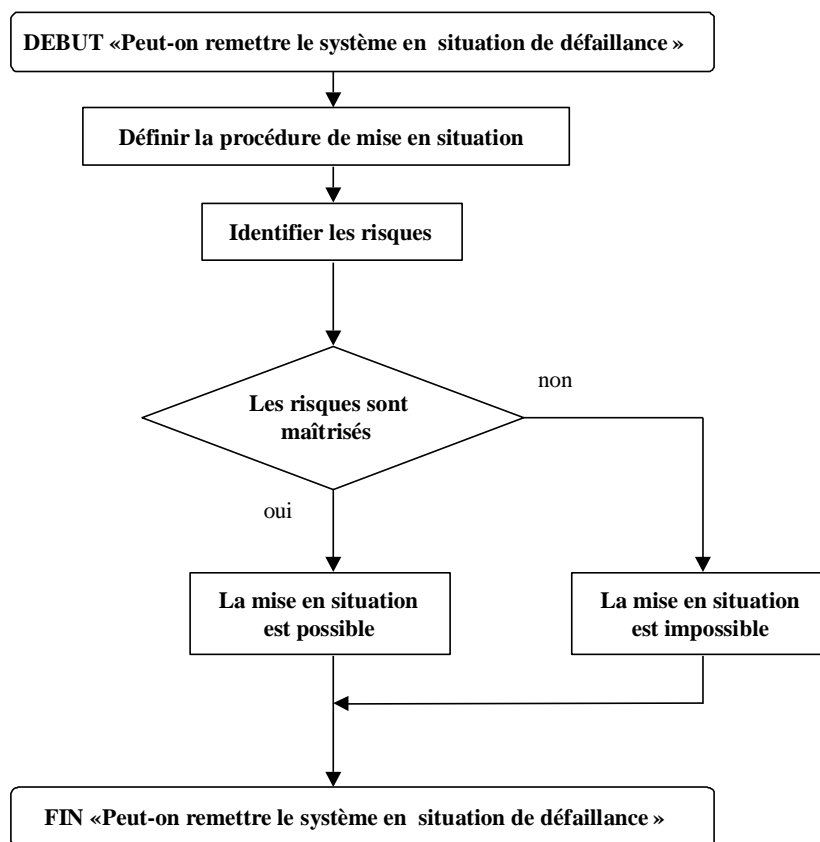 DEBUT «Peut-on remettre le système en situation de défaillance »
Définir la procédure de mise en situation
Identifier les risques
Les risques sont
maîtrisés
non
oui
La mise en situation
est possible
La mise en situation
est impossible
FIN «Peut-on remettre le système en situation de défaillance »